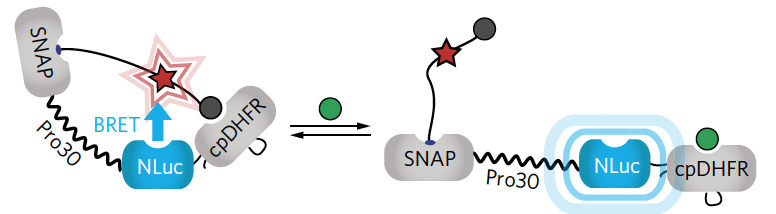 SNAP
Pro30
BRET
NLuc
cpDHFR
SNAP
Pro30
NLuc
cpDHFR